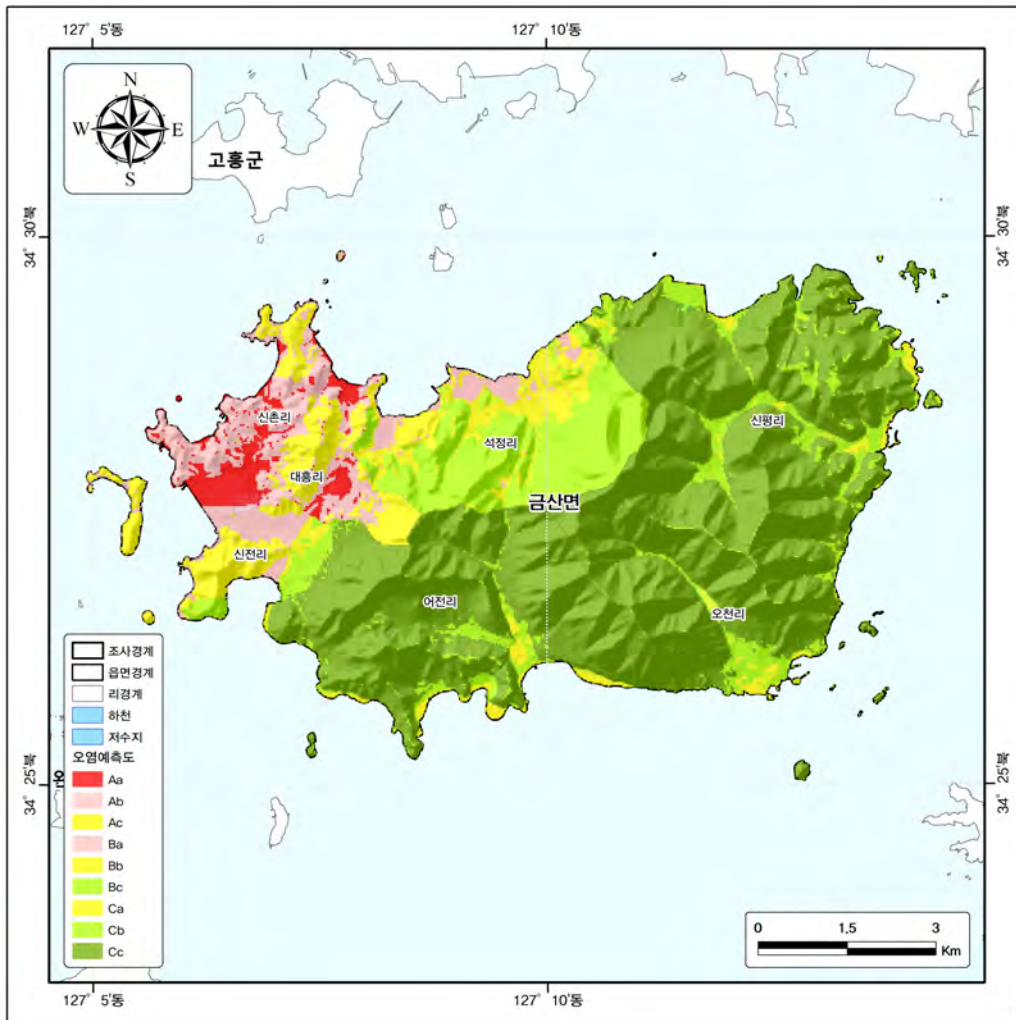 127° 5'동
127° 10'동
N
W
E
S
고흥군
34° 30'북
34° 30'북
신촌리
석정리
신평리
대흥리
금산면
신전리
어전리
오천리
조사경계
읍면경계
리경계
하천
저수지
오염예측도
Aa
Ab
Ac
Ba
Bb
Bc
Ca
Cb
Cc
34° 25'북
34° 25'북
0 1.5 3
Km
127° 5'동
127° 10'동